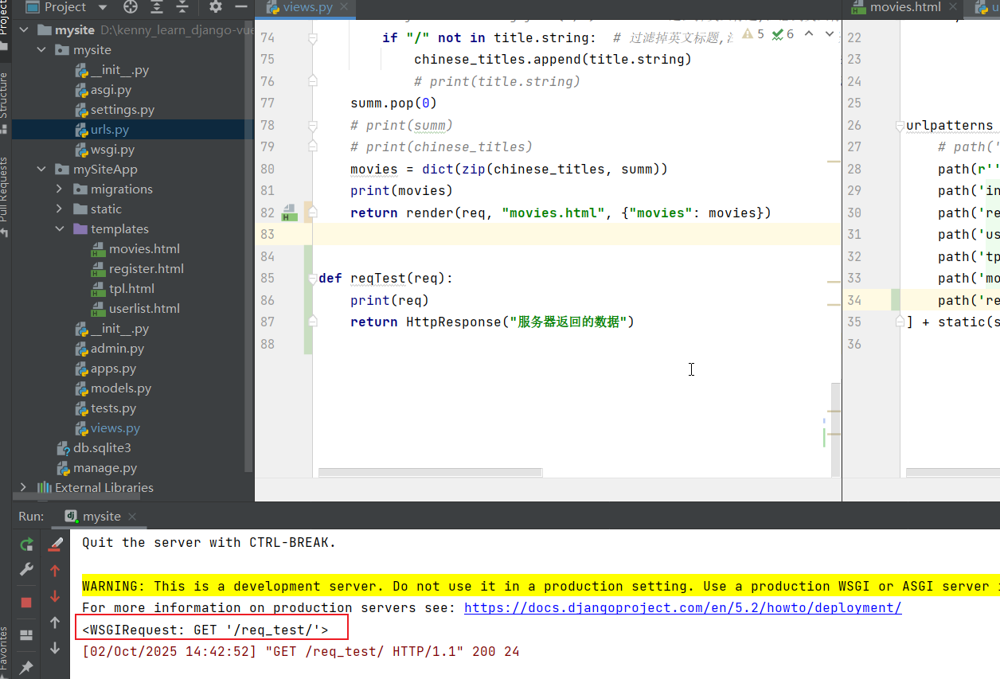 Project
views.py
movies.html
mysite D:\kenny_learn_django-vue
mysite
__init__.py
asgi.py
settings.py
urls.py
wsgi.py
mySiteApp
migrations
static
templates
movies.html
register.html
tpl.html
userlist.html
__init__.py
admin.py
apps.py
models.py
tests.py
views.py
db.sqlite3
manage.py
External Libraries
Project
Structure
Pull Requests
Favorites
5 6
74 if "/" not in title.string: # 过滤掉英文标题,
75 chinese_titles.append(title.string)
76 # print(title.string)
77 summ.pop(0)
78 # print(summ)
79 # print(chinese_titles)
80 movies = dict(zip(chinese_titles, summ))
81 print(movies)
82 return render(req, "movies.html", {"movies": movies})
83
84
85 def reqTest(req):
86 print(req)
87 return HttpResponse("服务器返回的数据")
88
22
23
24
25
26 urlpatterns
27 # path('
28 path(r''
29 path('in
30 path('re
31 path('us
32 path('tp
33 path('mo
34 path('re
35 ] + static(s
36
Run: mysite
Quit the server with CTRL-BREAK.
WARNING: This is a development server. Do not use it in a production setting. Use a production WSGI or ASGI server
For more information on production servers see: https://docs.djangoproject.com/en/5.2/howto/deployment/
<WSGIRequest: GET '/req_test/'>
[02/Oct/2025 14:42:52] "GET /req_test/ HTTP/1.1" 200 24